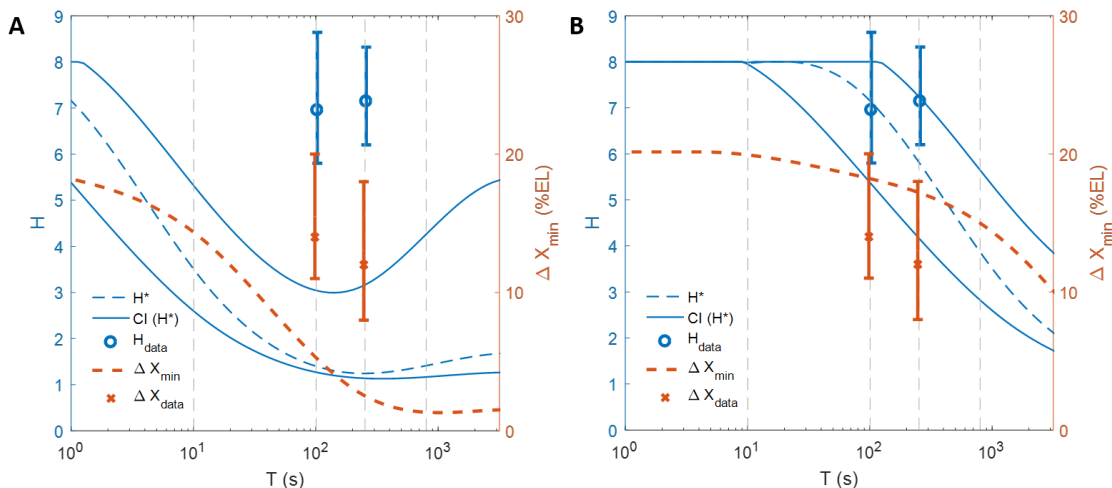 A
B
9
8
7
6
5
4
3
2
1
0
H
30
20
10
0
Δ X_min (%EL)
10^0
10^1
10^2
10^3
T (s)
H*
CI (H*)
H_data
Δ X_min
Δ X_data
9
8
7
6
5
4
3
2
1
0
H
30
20
10
0
Δ X_min (%EL)
10^0
10^1
10^2
10^3
T (s)
H*
CI (H*)
H_data
Δ X_min
Δ X_data